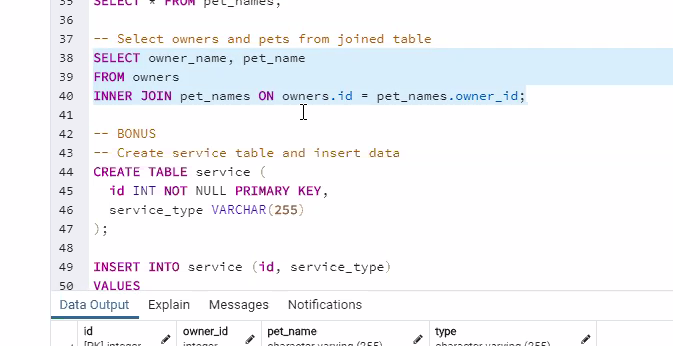 35 SELECT * FROM pet_names;
36
37 -- Select owners and pets from joined table
38 SELECT owner_name, pet_name
39 FROM owners
40 INNER JOIN pet_names ON owners.id = pet_names.owner_id;
41
42 -- BONUS
43 -- Create service table and insert data
44 CREATE TABLE service (
45 id INT NOT NULL PRIMARY KEY,
46 service_type VARCHAR(255)
47 );
48
49 INSERT INTO service (id, service_type)
50 VALUES
Data Output Explain Messages Notifications
id owner_id pet_name type
[PK] integer integer character varying (255) character varying (255)